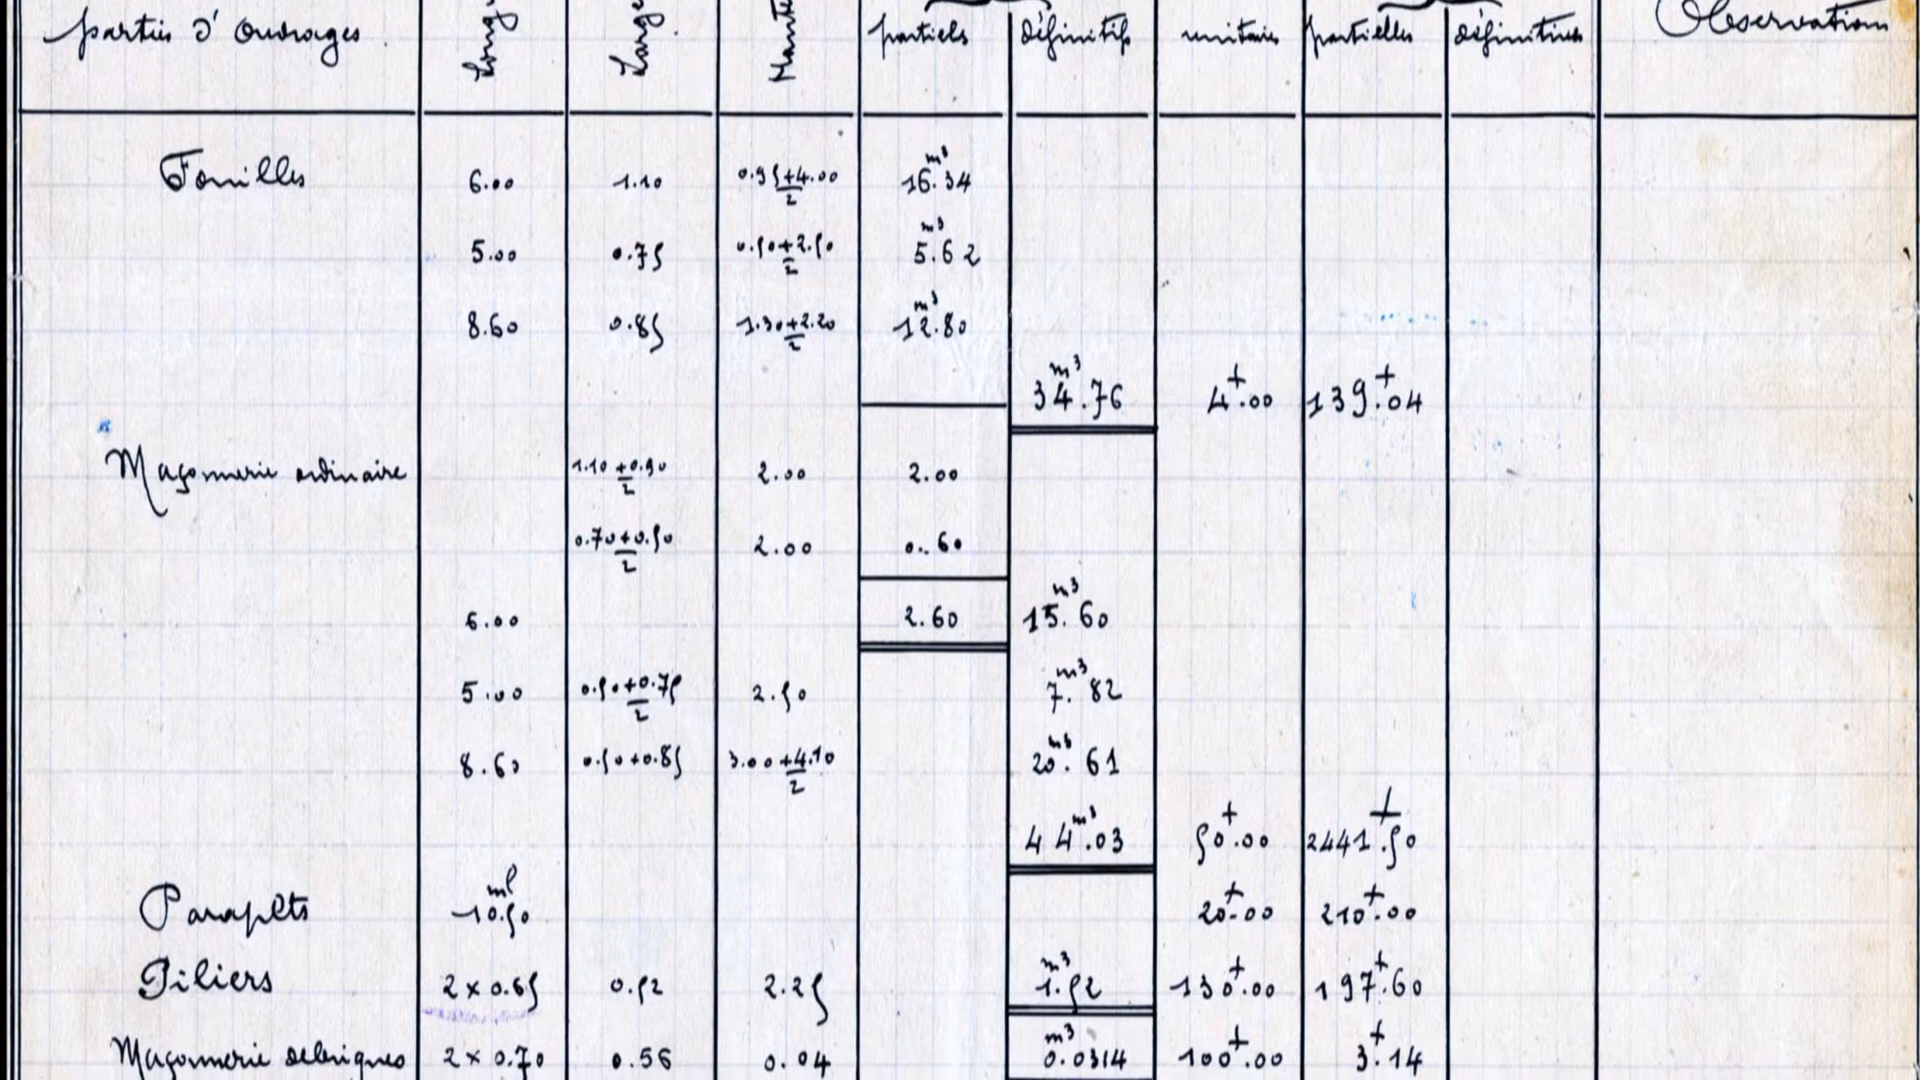 parties d'Ouvrages Long Large Haute partiels définitifs unitaires partielles définitives Observation
Fouilles 6.00 1.10 0.95+4.00/2 16.34 m3
5.00 0.75 0.50+2.50/2 5.62 m3
8.60 0.85 1.30+2.20/2 12.80 m3
34.76 m3 4.00 139.04
Maçonnerie ordinaire 1.10+0.90/2 2.00 2.00
0.70+0.50/2 2.00 0.60
6.00 2.60 15.60 m3
5.00 0.50+0.75/2 2.50 7.82 m3
8.60 0.50+0.85 3.00+4.10/2 20.61 m3
44.03 m3 50.00 2441.50
Parapets 10.50 ml 20.00 210.00
Piliers 2 x 0.65 0.52 2.25 1.52 m3 130.00 197.60
Maçonnerie de briques 2 x 0.70 0.56 0.04 0.0314 m3 100.00 3.14